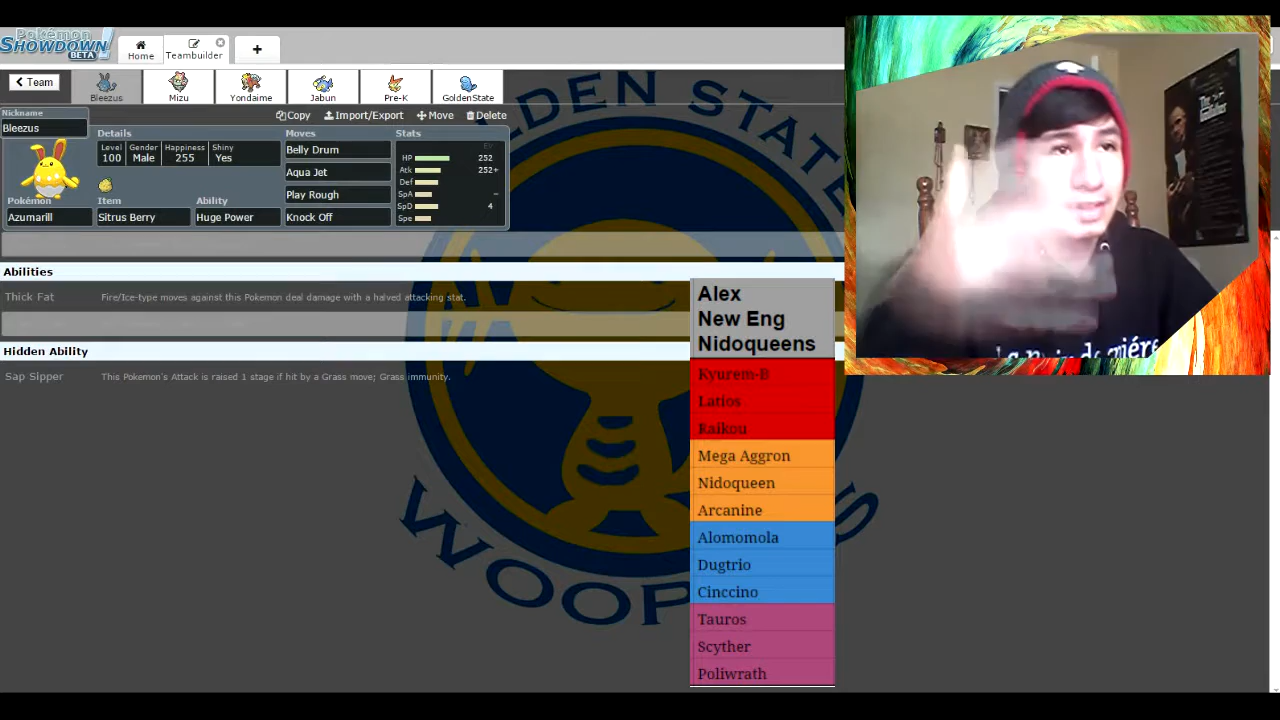 Pokémon
Showdown!
BETA
Home
Teambuilder
+
Team
Bleezus
Mizu
Yondaime
Jabun
Pre-K
GoldenState
Nickname
Bleezus
Copy
Import/Export
Move
Delete
Details
Level
100
Gender
Male
Happiness
255
Shiny
Yes
Pokémon
Azumarill
Item
Sitrus Berry
Ability
Huge Power
Moves
Belly Drum
Aqua Jet
Play Rough
Knock Off
Stats
EV
HP 252
Atk 252+
Def
SpA −
SpD 4
Spe
Abilities
Thick Fat Fire/Ice-type moves against this Pokemon deal damage with a halved attacking stat.
Hidden Ability
Sap Sipper This Pokemon's Attack is raised 1 stage if hit by a Grass move; Grass immunity.
Alex
New Eng
Nidoqueens
Kyurem-B
Latios
Raikou
Mega Aggron
Nidoqueen
Arcanine
Alomomola
Dugtrio
Cinccino
Tauros
Scyther
Poliwrath
The
Godfather